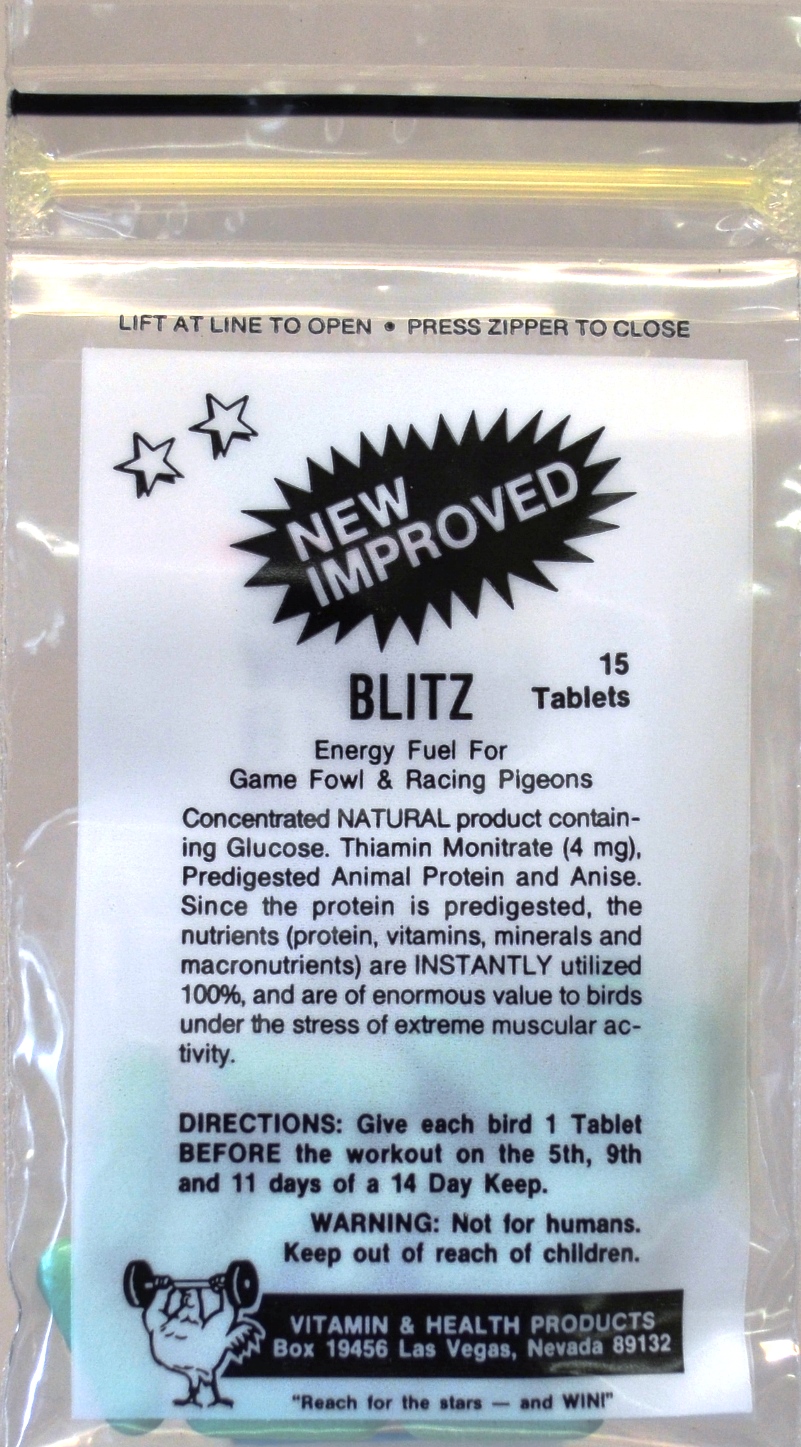 LIFT AT LINE TO OPEN • PRESS ZIPPER TO CLOSE
NEW
IMPROVED
BLITZ
15
Tablets
Energy Fuel For
Game Fowl & Racing Pigeons
Concentrated NATURAL product contain-
ing Glucose. Thiamin Monitrate (4 mg),
Predigested Animal Protein and Anise.
Since the protein is predigested, the
nutrients (protein, vitamins, minerals and
macronutrients) are INSTANTLY utilized
100%, and are of enormous value to birds
under the stress of extreme muscular ac-
tivity.
DIRECTIONS: Give each bird 1 Tablet
BEFORE the workout on the 5th, 9th
and 11 days of a 14 Day Keep.
WARNING: Not for humans.
Keep out of reach of children.
VITAMIN & HEALTH PRODUCTS
Box 19456 Las Vegas, Nevada 89132
"Reach for the stars — and WIN!"